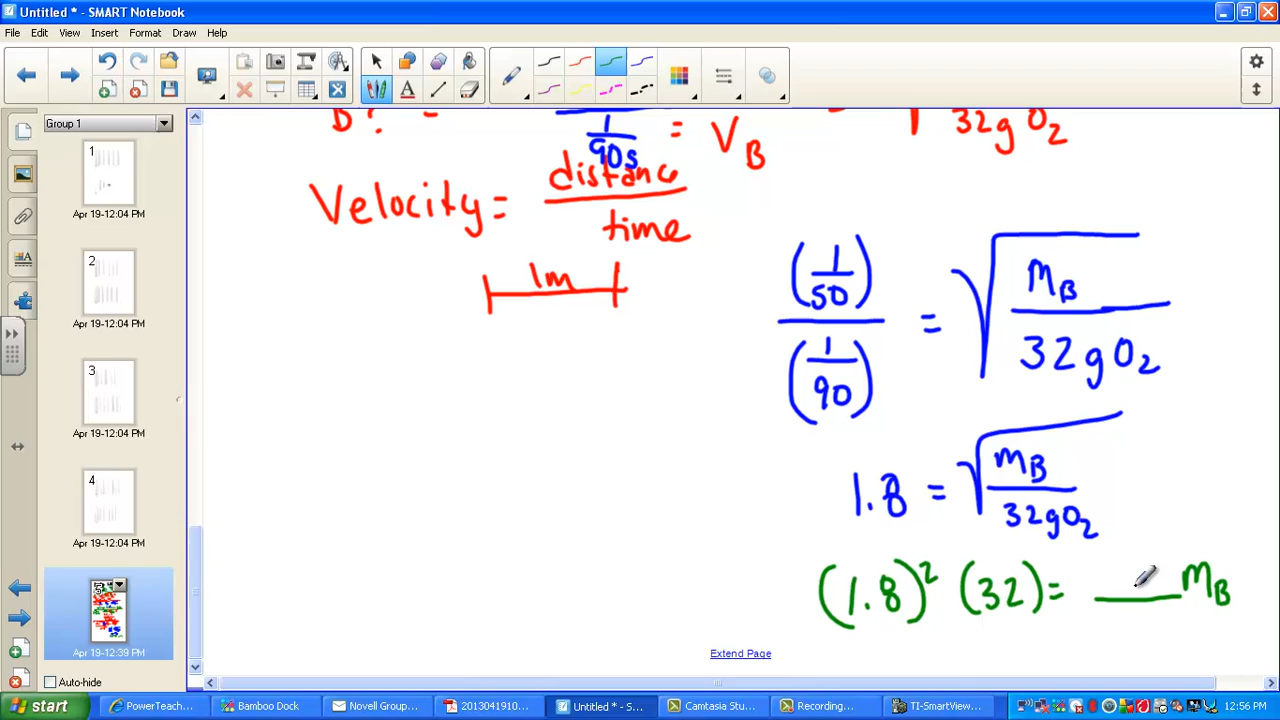 Untitled * - SMART Notebook
File Edit View Insert Format Draw Help
Group 1
1
Apr 19-12:04 PM
2
Apr 19-12:04 PM
3
Apr 19-12:04 PM
4
Apr 19-12:04 PM
Apr 19-12:39 PM
Auto-hide
B? = 1/90s = VB
32g O2
Velocity = distance/time
1m
(1/50)/(1/90) = √(MB/32gO2)
1.8 = √(MB/32gO2)
(1.8)² (32) = ___ MB
Extend Page
start PowerTeach... Bamboo Dock Novell Group... 2013041910... Untitled * - S... Camtasia Stu... Recording... TI-SmartView... 12:56 PM